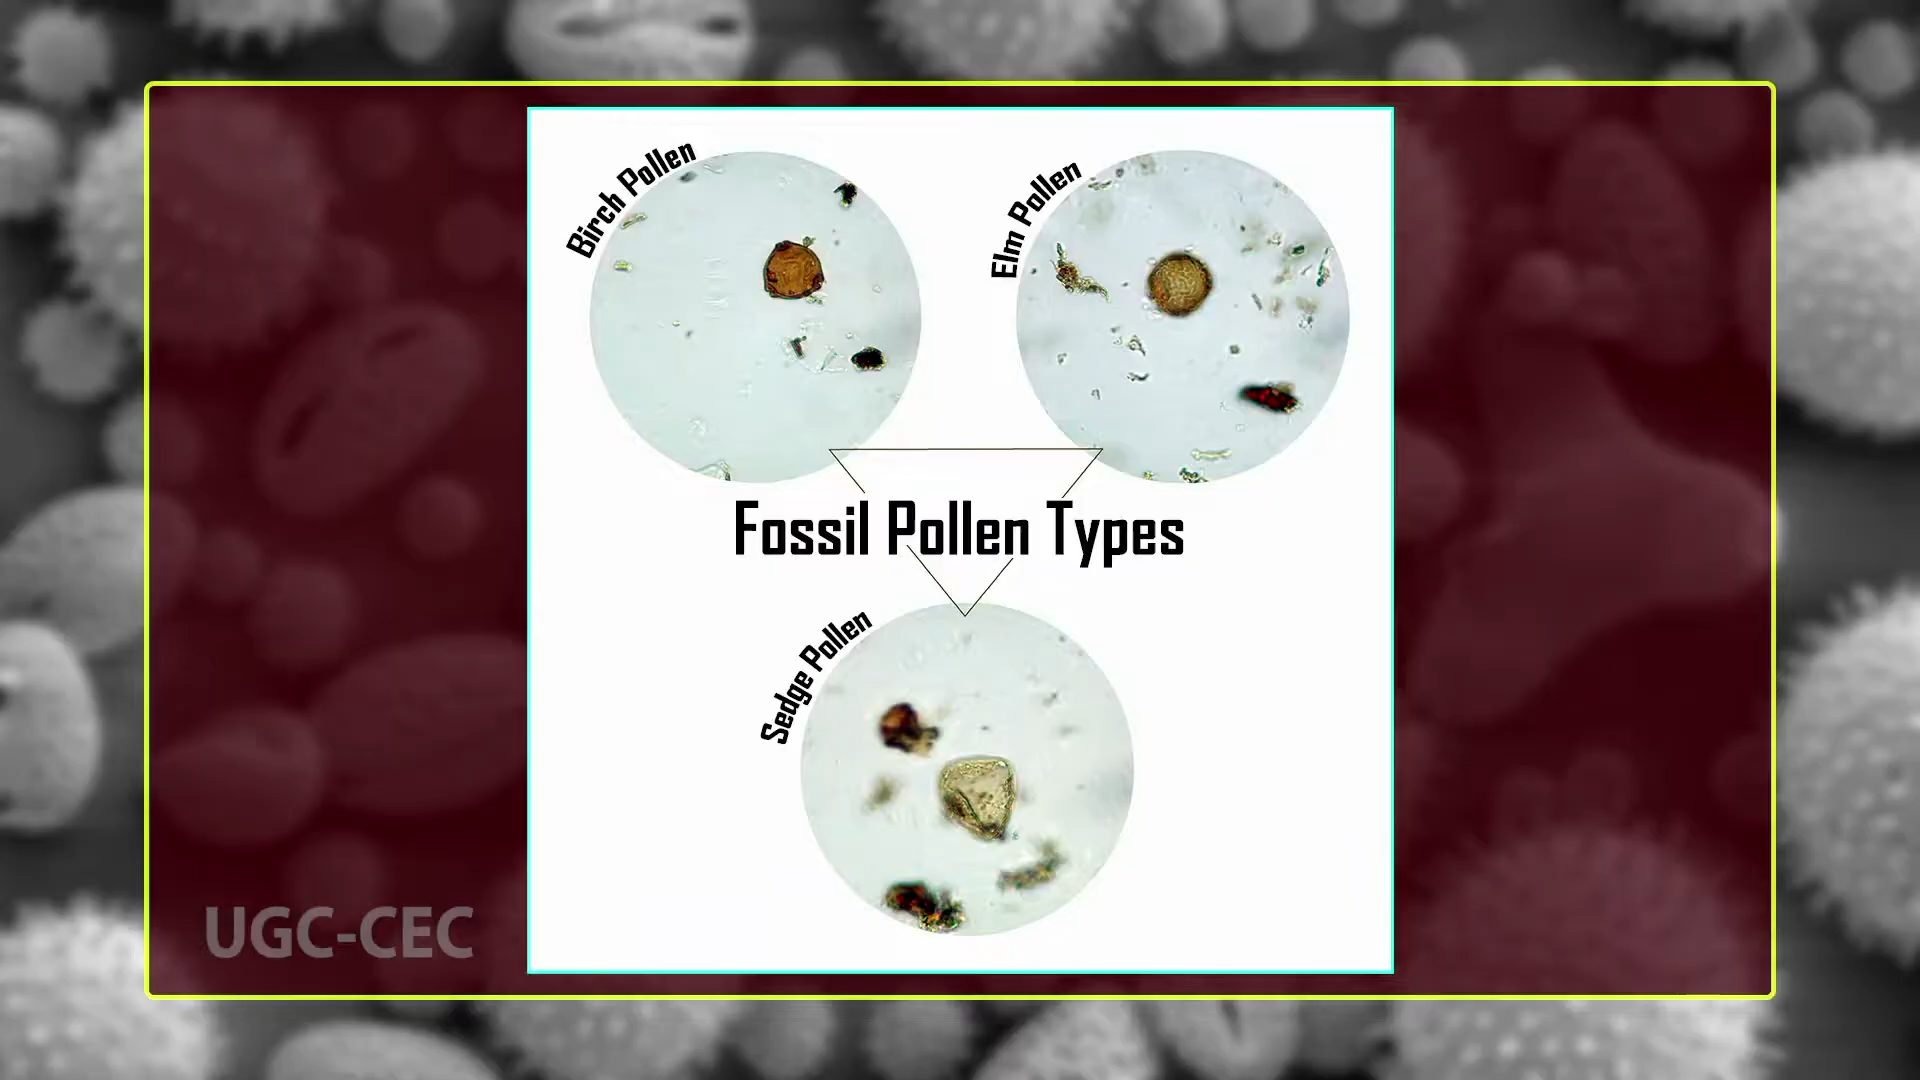 Birch Pollen
Elm Pollen
Fossil Pollen Types
Sedge Pollen
UGC-CEC